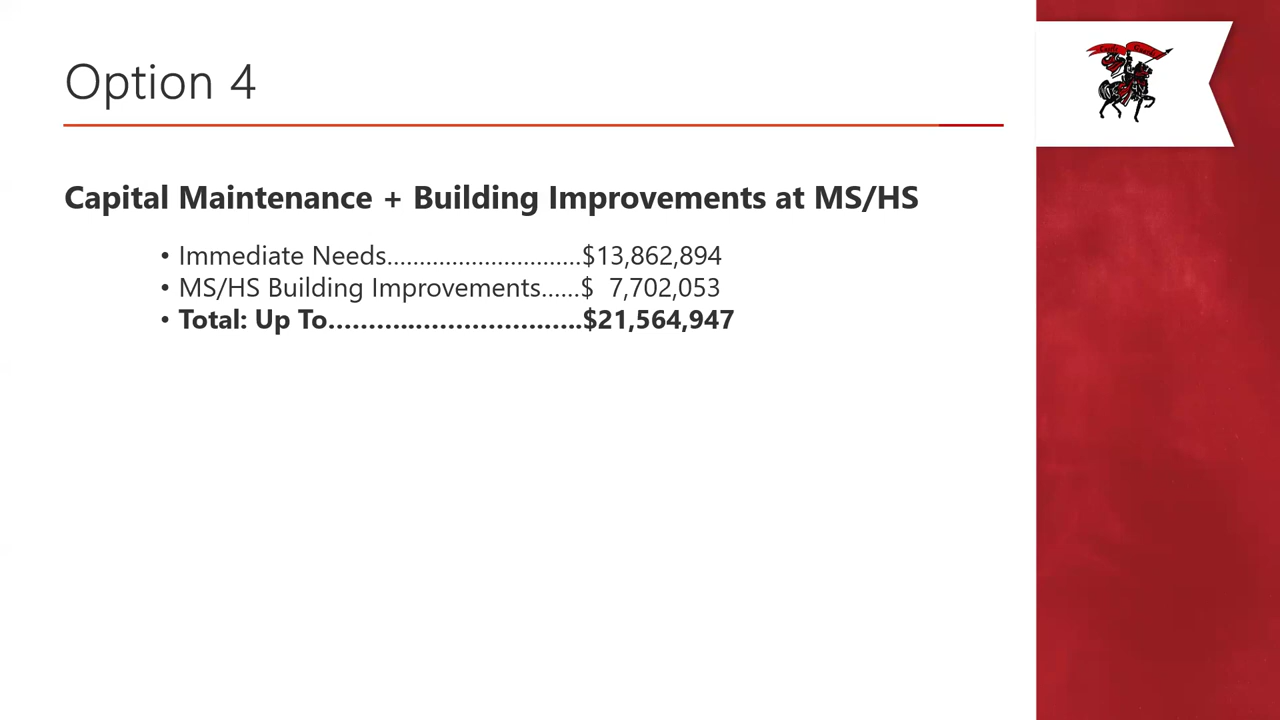 Option 4
Capital Maintenance + Building Improvements at MS/HS
• Immediate Needs..............................$13,862,894
• MS/HS Building Improvements......$ 7,702,053
• Total: Up To……….………………….…..$21,564,947